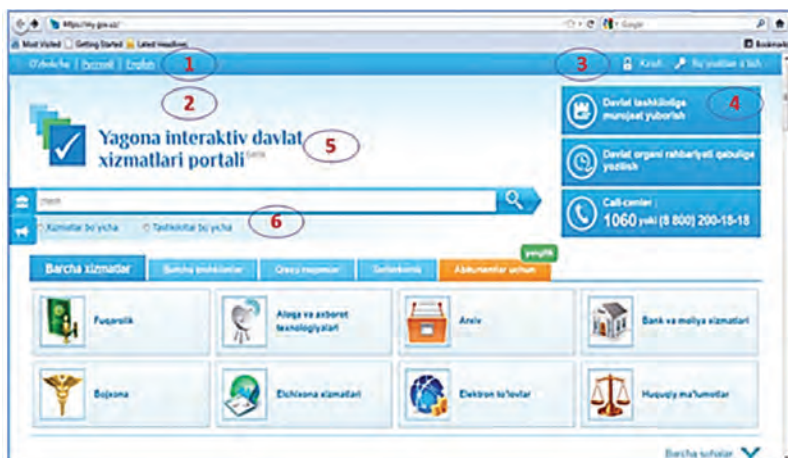 https://my.gov.uz/
Google
Most Visited Getting Started Latest Headlines Bookmarks
O'zbekcha | Русский | English 1 3 Kirish Ro'yxatdan o'tish
2
Davlat tashkilotiga
murojaat yuborish
4
Yagona interaktiv davlat
xizmatlari portali beta
5
Davlat organi rahbariyati qabuliga
yozilish
Call-center :
1060 yoki (8 800) 200-18-18
Xizmatlar bo'yicha Tashkilotlar bo'yicha 6
yangilik
Barcha xizmatlar Barcha tashkilotlar Abiturientlar uchun
Fuqarolik
Aloqa va axborot
texnologiyalari
Arxiv
Bank va moliya xizmatlari
Bojxona
Elchixona xizmatlari
Elektron to'lovlar
Huquqiy ma'lumotlar
Barcha sohalar